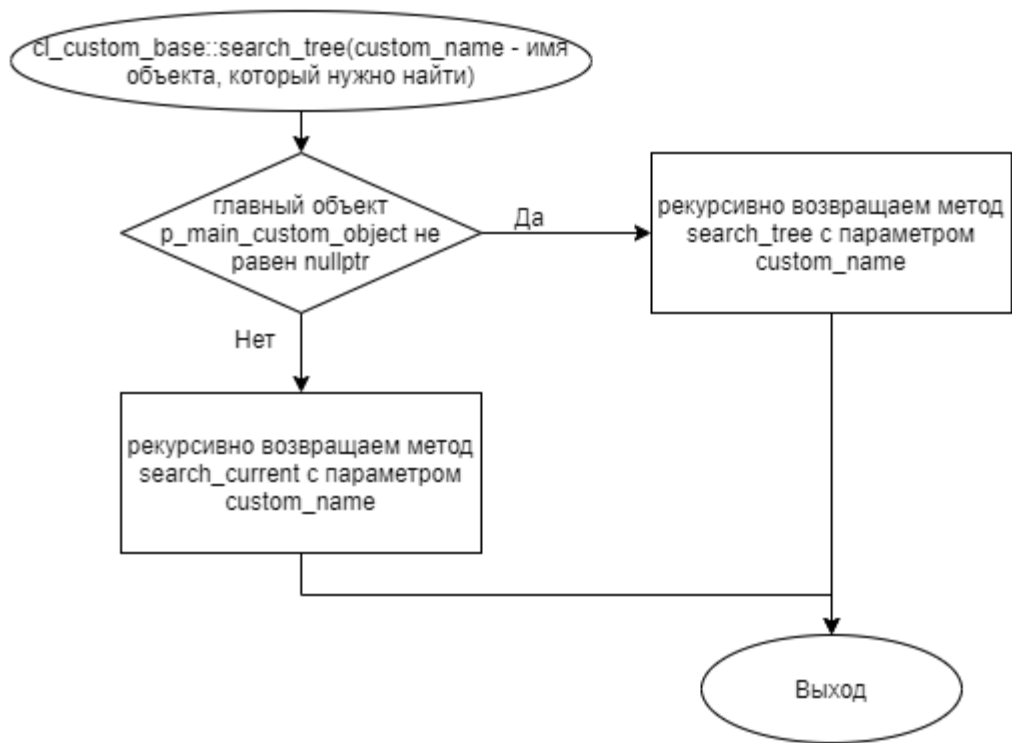 cl_custom_base::search_tree(custom_name - имя
объекта, который нужно найти)
главный объект
p_main_custom_object не
равен nullptr
Да
рекурсивно возвращаем метод
search_tree с параметром
custom_name
Нет
рекурсивно возвращаем метод
search_current с параметром
custom_name
Выход